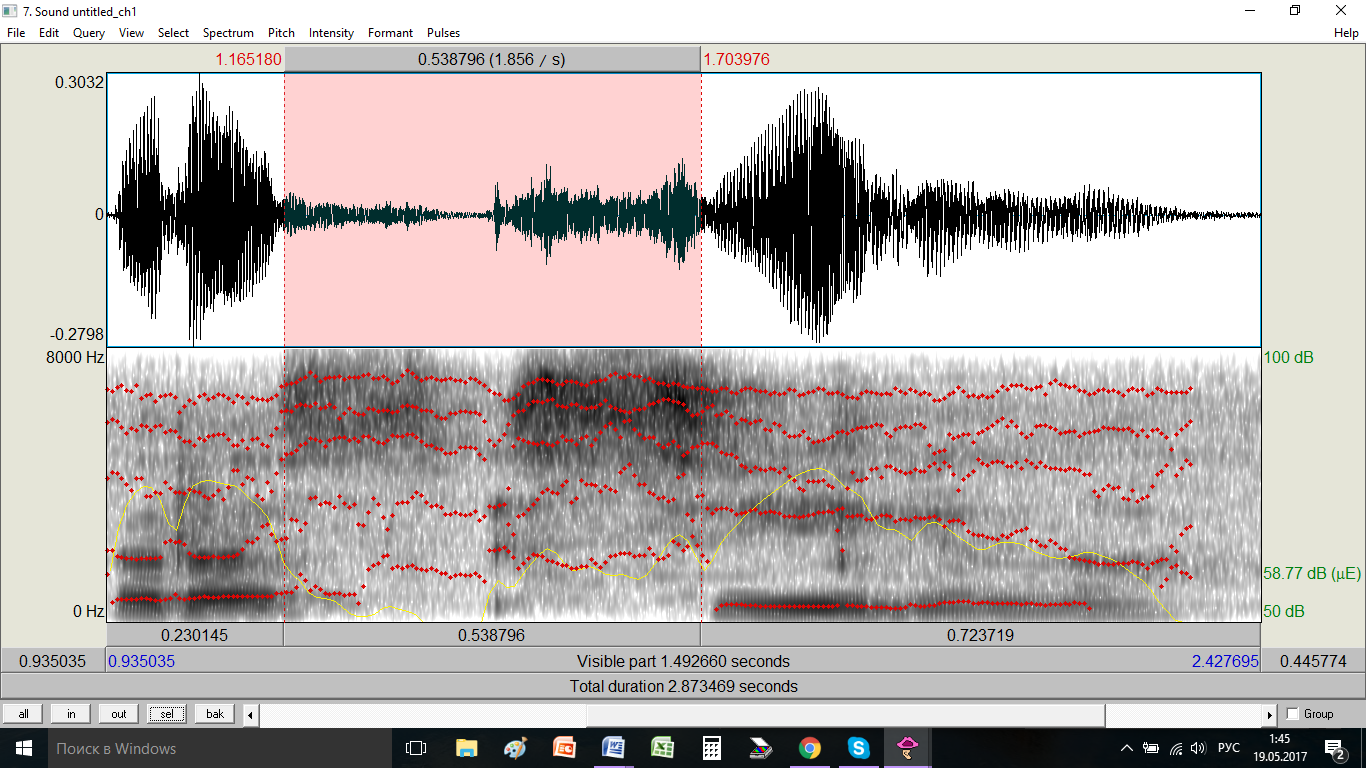 7. Sound untitled_ch1
File Edit Query View Select Spectrum Pitch Intensity Formant Pulses Help
1.165180 0.538796 (1.856 / s) 1.703976
0.3032
0
-0.2798
8000 Hz 100 dB
58.77 dB (µE)
0 Hz 50 dB
0.230145 0.538796 0.723719
0.935035 0.935035 Visible part 1.492660 seconds 2.427695 0.445774
Total duration 2.873469 seconds
all in out sel bak Group
Поиск в Windows РУС 1:45
19.05.2017 2